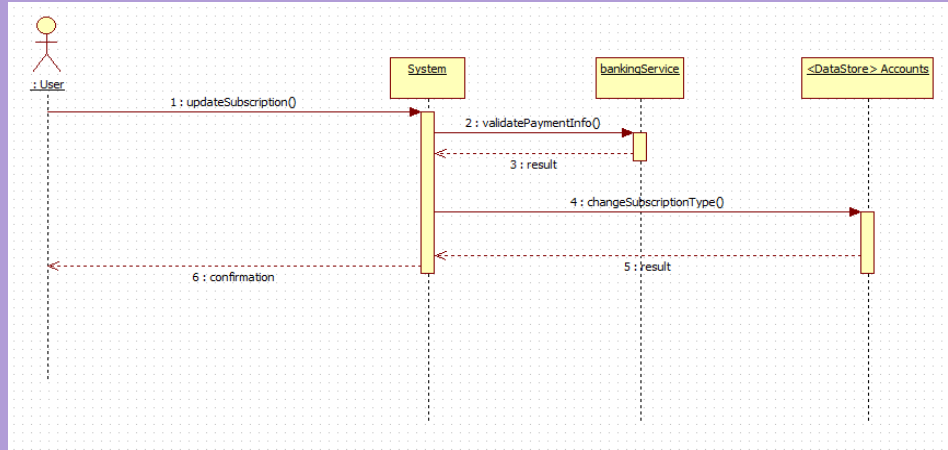 : User
System
bankingService
<DataStore> Accounts
1 : updateSubscription()
2 : validatePaymentInfo()
3 : result
4 : changeSubscriptionType()
5 : result
6 : confirmation